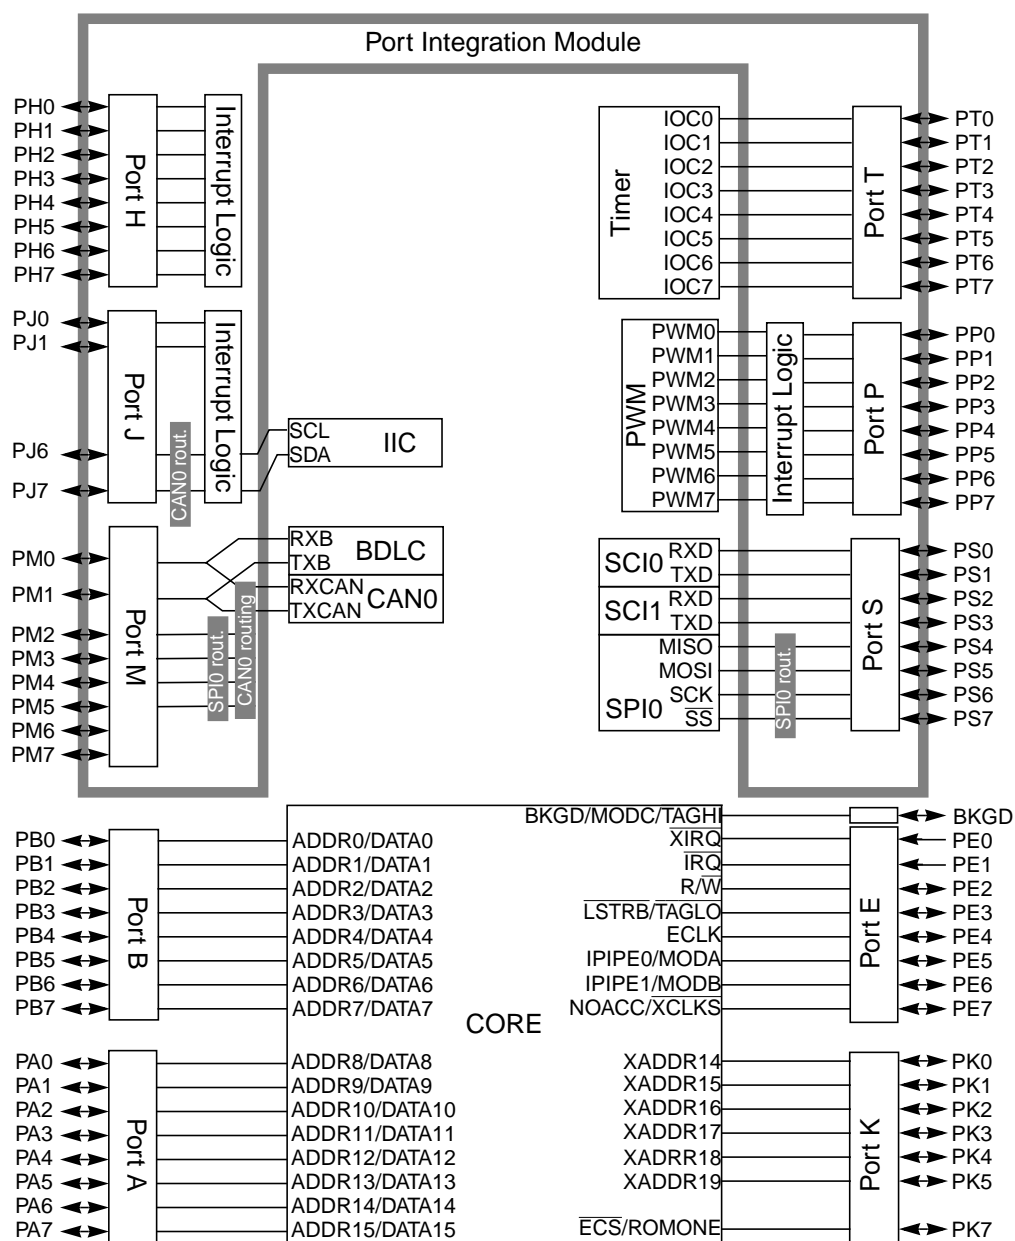 Port Integration Module
PH0
PH1
PH2
PH3
PH4
PH5
PH6
PH7
Port H
Interrupt Logic
PJ0
PJ1
PJ6
PJ7
Port J
CAN0 rout.
Interrupt Logic
SCL
SDA
IIC
PM0
PM1
PM2
PM3
PM4
PM5
PM6
PM7
Port M
SPI0 rout.
CAN0 routing
RXB
TXB
BDLC
RXCAN
TXCAN
CAN0
Timer
IOC0
IOC1
IOC2
IOC3
IOC4
IOC5
IOC6
IOC7
Port T
PT0
PT1
PT2
PT3
PT4
PT5
PT6
PT7
PWM
PWM0
PWM1
PWM2
PWM3
PWM4
PWM5
PWM6
PWM7
Interrupt Logic
Port P
PP0
PP1
PP2
PP3
PP4
PP5
PP6
PP7
SCI0
RXD
TXD
SCI1
RXD
TXD
SPI0
MISO
MOSI
SCK
SS
SPI0 rout.
Port S
PS0
PS1
PS2
PS3
PS4
PS5
PS6
PS7
PB0
PB1
PB2
PB3
PB4
PB5
PB6
PB7
Port B
ADDR0/DATA0
ADDR1/DATA1
ADDR2/DATA2
ADDR3/DATA3
ADDR4/DATA4
ADDR5/DATA5
ADDR6/DATA6
ADDR7/DATA7
PA0
PA1
PA2
PA3
PA4
PA5
PA6
PA7
Port A
ADDR8/DATA8
ADDR9/DATA9
ADDR10/DATA10
ADDR11/DATA11
ADDR12/DATA12
ADDR13/DATA13
ADDR14/DATA14
ADDR15/DATA15
CORE
BKGD/MODC/TAGHI
XIRQ
IRQ
R/W
LSTRB/TAGLO
ECLK
IPIPE0/MODA
IPIPE1/MODB
NOACC/XCLKS
Port E
BKGD
PE0
PE1
PE2
PE3
PE4
PE5
PE6
PE7
XADDR14
XADDR15
XADDR16
XADDR17
XADRR18
XADDR19
ECS/ROMONE
Port K
PK0
PK1
PK2
PK3
PK4
PK5
PK7